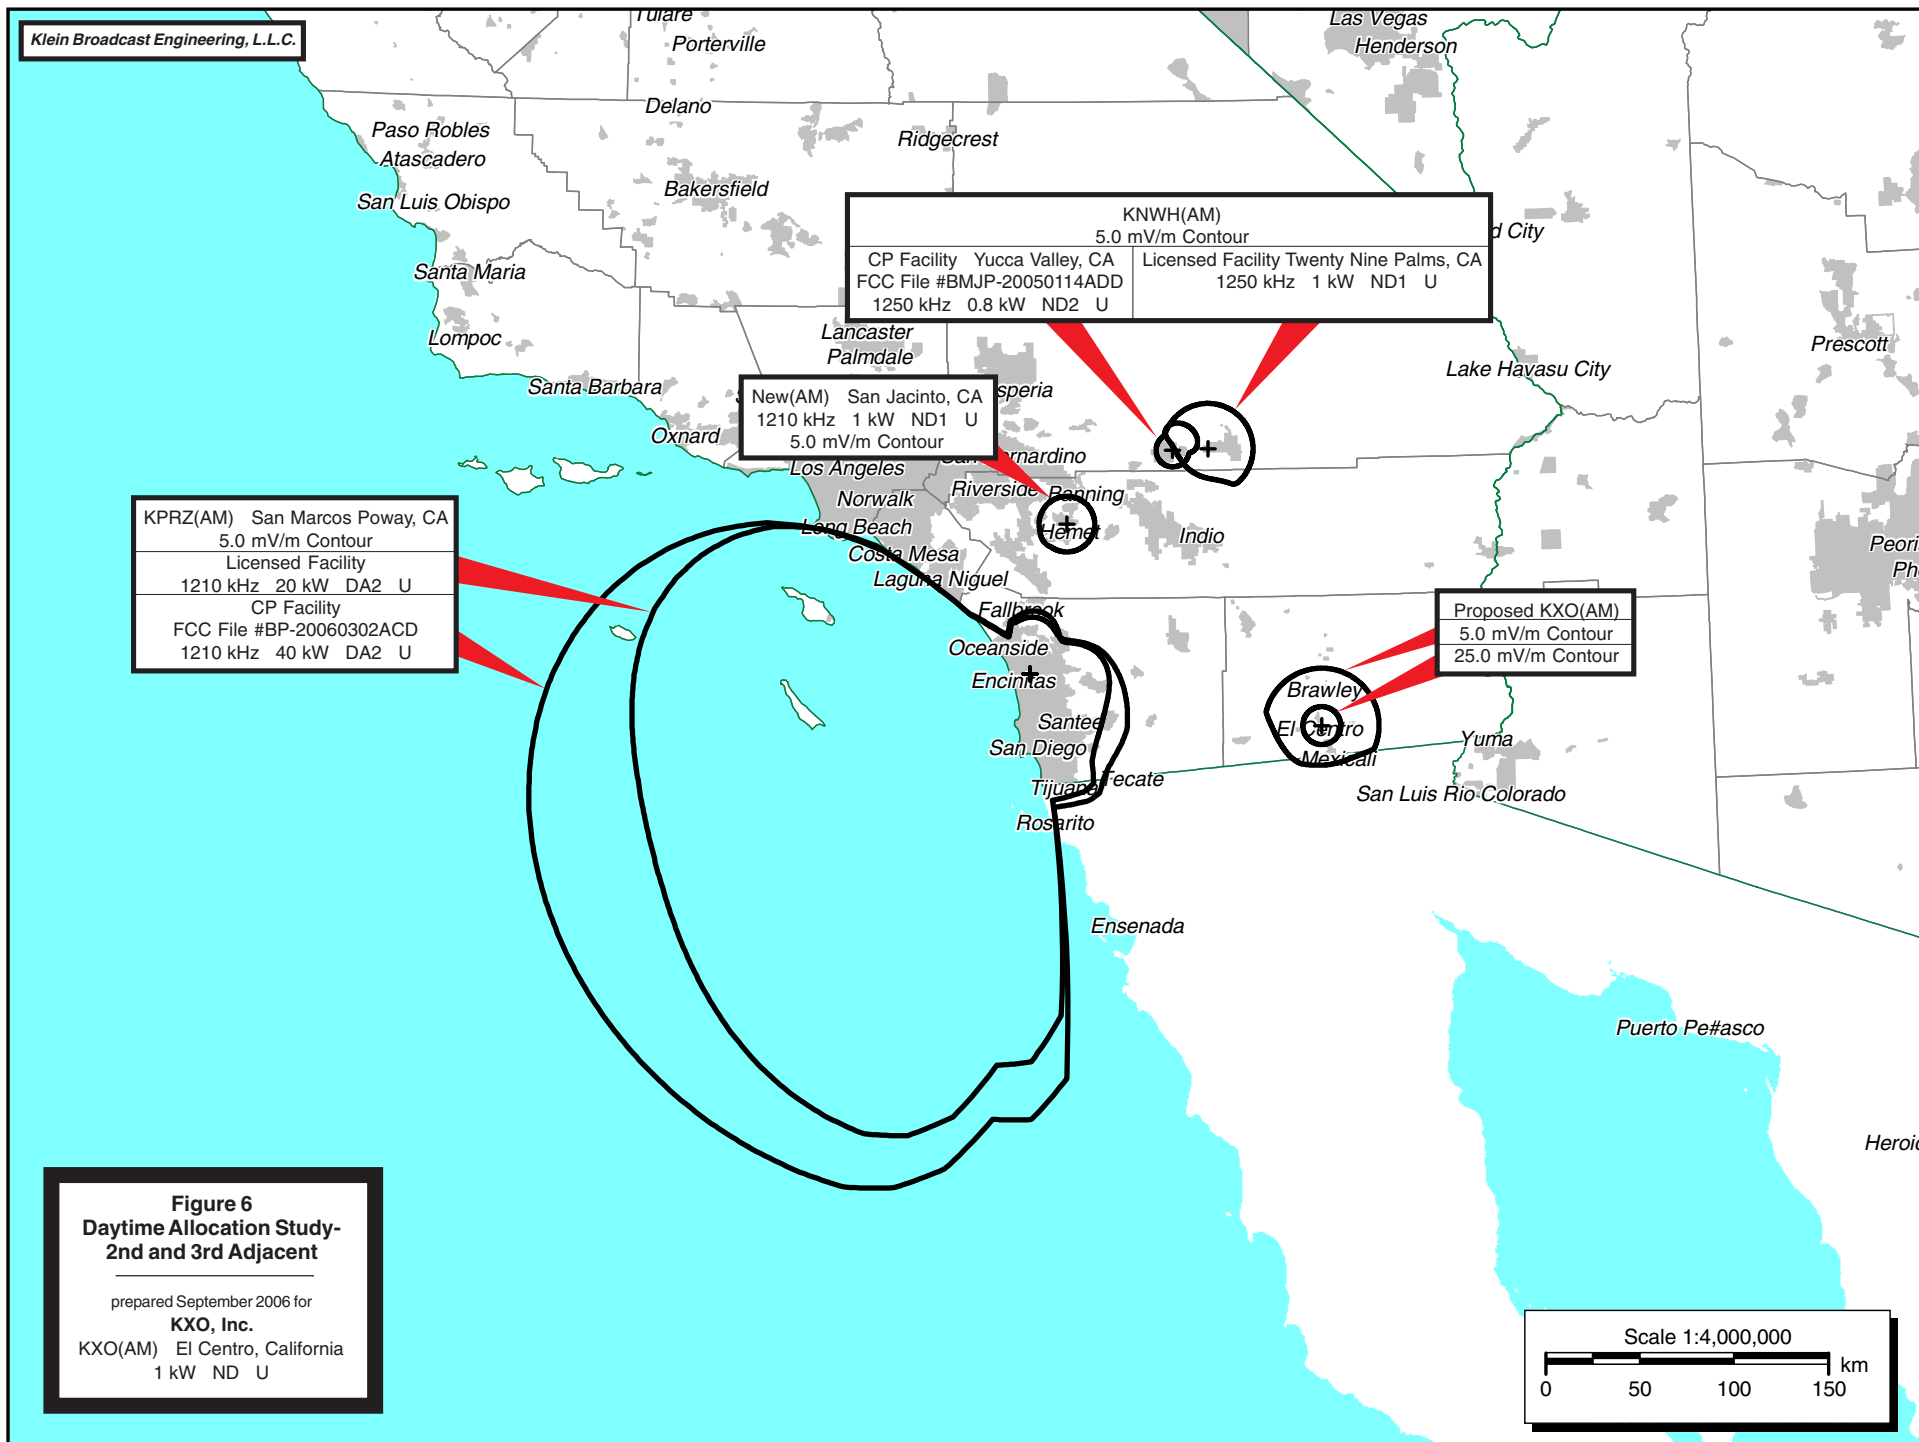 Klein Broadcast Engineering, L.L.C.
Tulare
Porterville
Delano
Paso Robles
Atascadero
San Luis Obispo
Bakersfield
Ridgecrest
Las Vegas
Henderson
Santa Maria
Lompoc
Santa Barbara
Lancaster
Palmdale
Oxnard
KNWH(AM)
5.0 mV/m Contour
CP Facility Yucca Valley, CA
FCC File #BMJP-20050114ADD
1250 kHz 0.8 kW ND2 U
Licensed Facility Twenty Nine Palms, CA
1250 kHz 1 kW ND1 U
d City
Prescott
Lake Havasu City
New(AM) San Jacinto, CA
1210 kHz 1 kW ND1 U
5.0 mV/m Contour
speria
Los Angeles
Norwalk
Long Beach
Costa Mesa
Laguna Niguel
Riverside
Banning
Hemet
Indio
Fallbrook
Oceanside
Encinitas
Santee
San Diego
Tijuana
Tecate
Rosarito
Ensenada
KPRZ(AM) San Marcos Poway, CA
5.0 mV/m Contour
Licensed Facility
1210 kHz 20 kW DA2 U
CP Facility
FCC File #BP-20060302ACD
1210 kHz 40 kW DA2 U
Proposed KXO(AM)
5.0 mV/m Contour
25.0 mV/m Contour
Brawley
El Centro
Mexicali
Yuma
San Luis Rio Colorado
Peori
Ph
Puerto Pe#asco
Heroic
Figure 6
Daytime Allocation Study-
2nd and 3rd Adjacent
prepared September 2006 for
KXO, Inc.
KXO(AM) El Centro, California
1 kW ND U
Scale 1:4,000,000
km
0 50 100 150